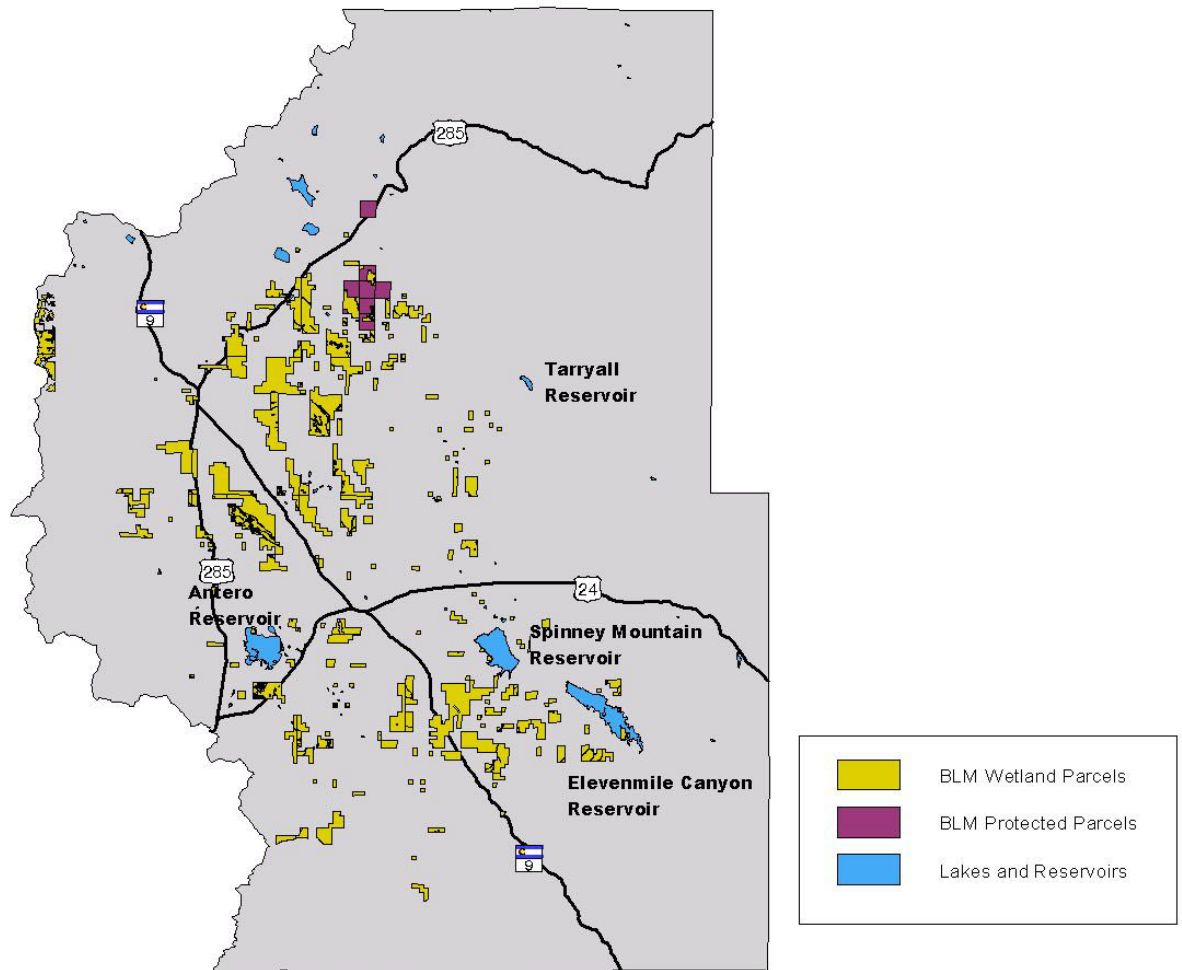 285
9
Tarryall
Reservoir
285
24
Antero
Reservoir
Spinney Mountain
Reservoir
Elevenmile Canyon
Reservoir
9
BLM Wetland Parcels
BLM Protected Parcels
Lakes and Reservoirs